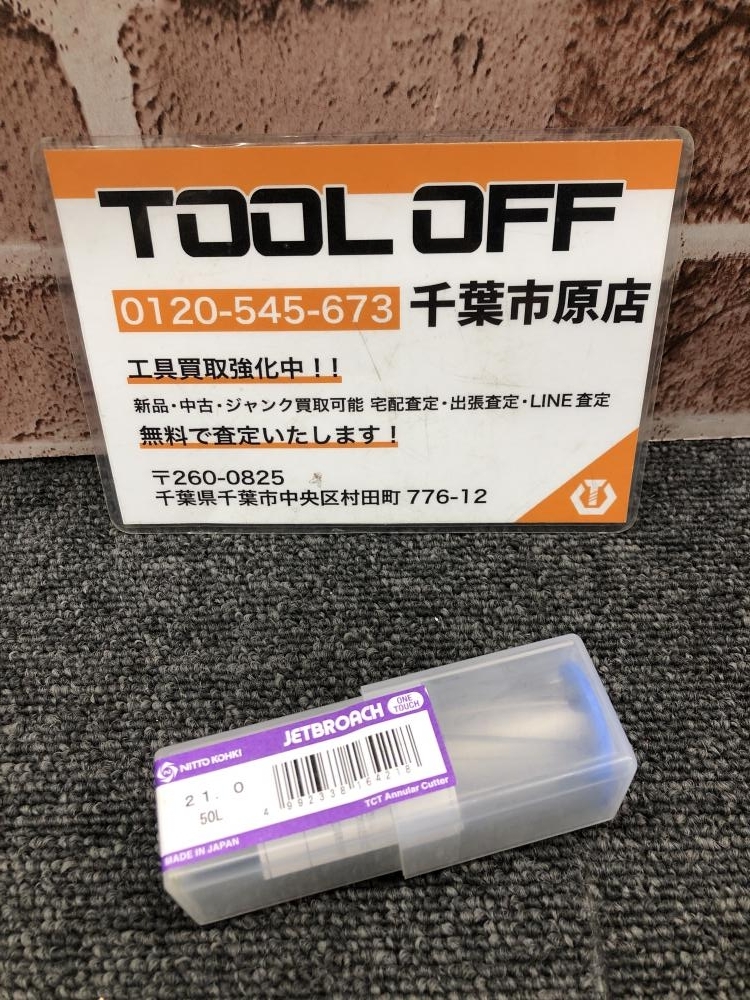 TOOL OFF
0120-545-673 千葉市原店
工具買取強化中！！
新品・中古・ジャンク買取可能 宅配査定・出張査定・LINE査定
無料で査定いたします！
〒260-0825
千葉県千葉市中央区村田町 776-12
NITTO KOHKI
JETBROACH
ONE
TOUCH
21.0
50L
4 992338 164218
TCT Annular Cutter
MADE IN JAPAN